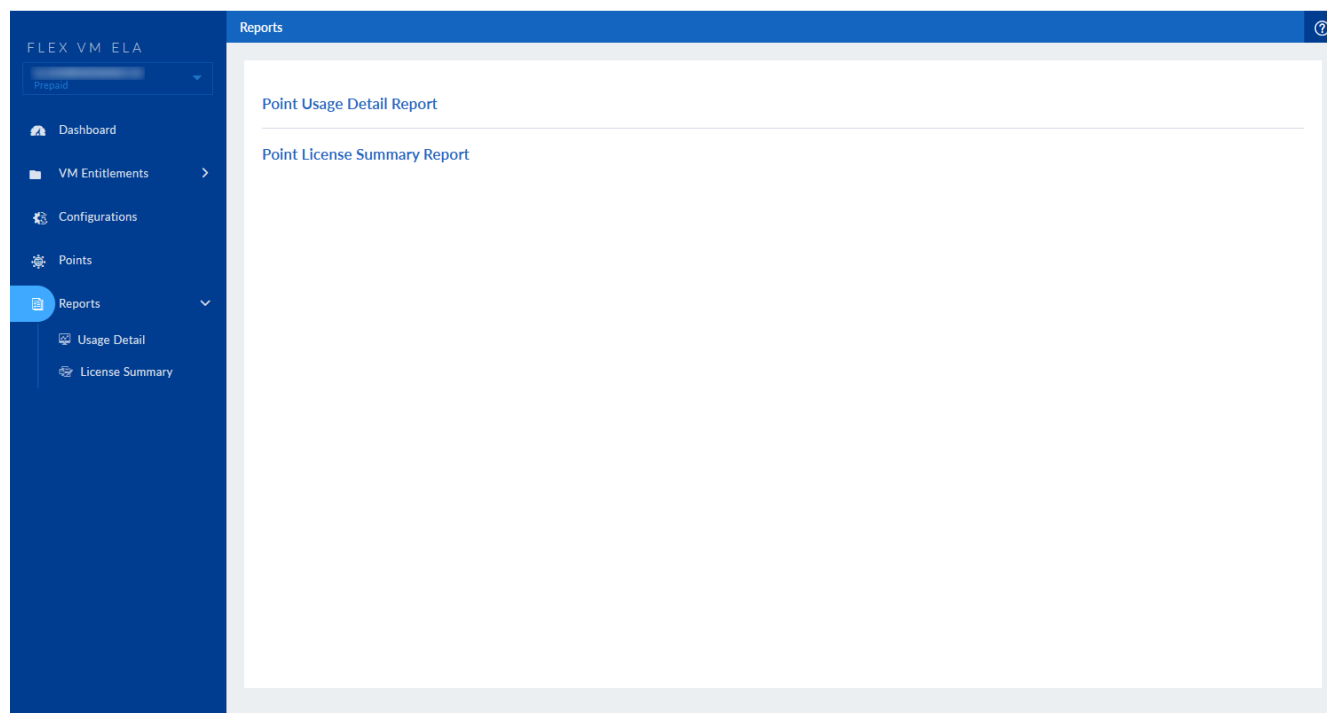 FLEX VM ELA
Prepaid
Dashboard
VM Entitlements
Configurations
Points
Reports
Usage Detail
License Summary
Reports
Point Usage Detail Report
Point License Summary Report